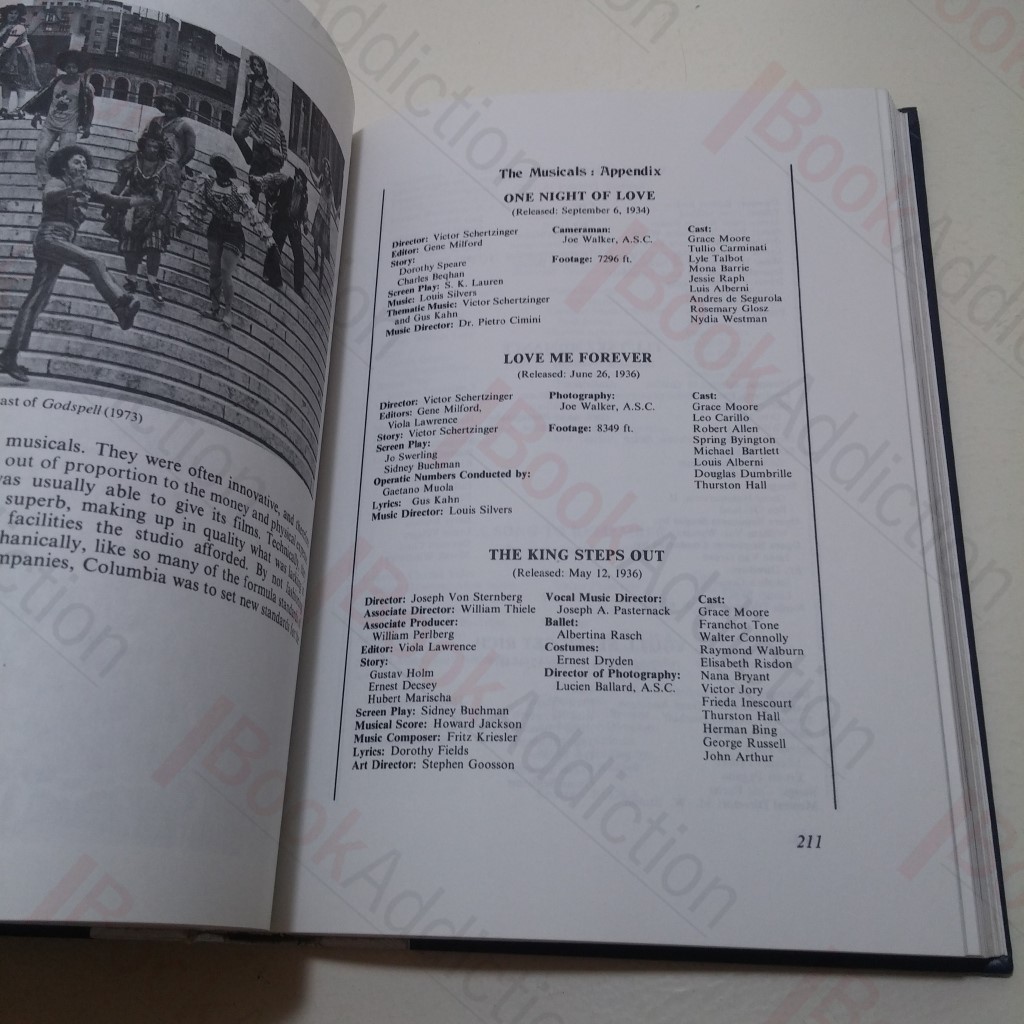 ast of Godspell (1973)
musicals. They were often innovative, and
out of proportion to the money and physical
was usually able to give its films. Technically,
superb, making up in quality what was lacking
facilities the studio afforded. By not
hanically, like so many of the formula
mpanies, Columbia was to set new standards for the
The Musicals : Appendix
ONE NIGHT OF LOVE
(Released: September 6, 1934)
Director: Victor Schertzinger
Editor: Gene Milford
Story:
Dorothy Speare
Charles Beqhan
Screen Play: S. K. Lauren
Music: Louis Silvers
Thematic Music: Victor Schertzinger
and Gus Kahn
Music Director: Dr. Pietro Cimini
Cameraman:
Joe Walker, A.S.C.
Footage: 7296 ft.
Cast:
Grace Moore
Tullio Carminati
Lyle Talbot
Mona Barrie
Jessie Raph
Luis Alberni
Andres de Segurola
Rosemary Glosz
Nydia Westman
LOVE ME FOREVER
(Released: June 26, 1936)
Director: Victor Schertzinger
Editors: Gene Milford,
Viola Lawrence
Story: Victor Schertzinger
Screen Play:
Jo Swerling
Sidney Buchman
Operatic Numbers Conducted by:
Gaetano Muola
Lyrics: Gus Kahn
Music Director: Louis Silvers
Photography:
Joe Walker, A.S.C.
Footage: 8349 ft.
Cast:
Grace Moore
Leo Carillo
Robert Allen
Spring Byington
Michael Bartlett
Louis Alberni
Douglas Dumbrille
Thurston Hall
THE KING STEPS OUT
(Released: May 12, 1936)
Director: Joseph Von Sternberg
Associate Director: William Thiele
Associate Producer:
William Perlberg
Editor: Viola Lawrence
Story:
Gustav Holm
Ernest Decsey
Hubert Marischa
Screen Play: Sidney Buchman
Musical Score: Howard Jackson
Music Composer: Fritz Kriesler
Lyrics: Dorothy Fields
Art Director: Stephen Goosson
Vocal Music Director:
Joseph A. Pasternack
Ballet:
Albertina Rasch
Costumes:
Ernest Dryden
Director of Photography:
Lucien Ballard, A.S.C.
Cast:
Grace Moore
Franchot Tone
Walter Connolly
Raymond Walburn
Elisabeth Risdon
Nana Bryant
Victor Jory
Frieda Inescourt
Thurston Hall
Herman Bing
George Russell
John Arthur
211
BookAddiction